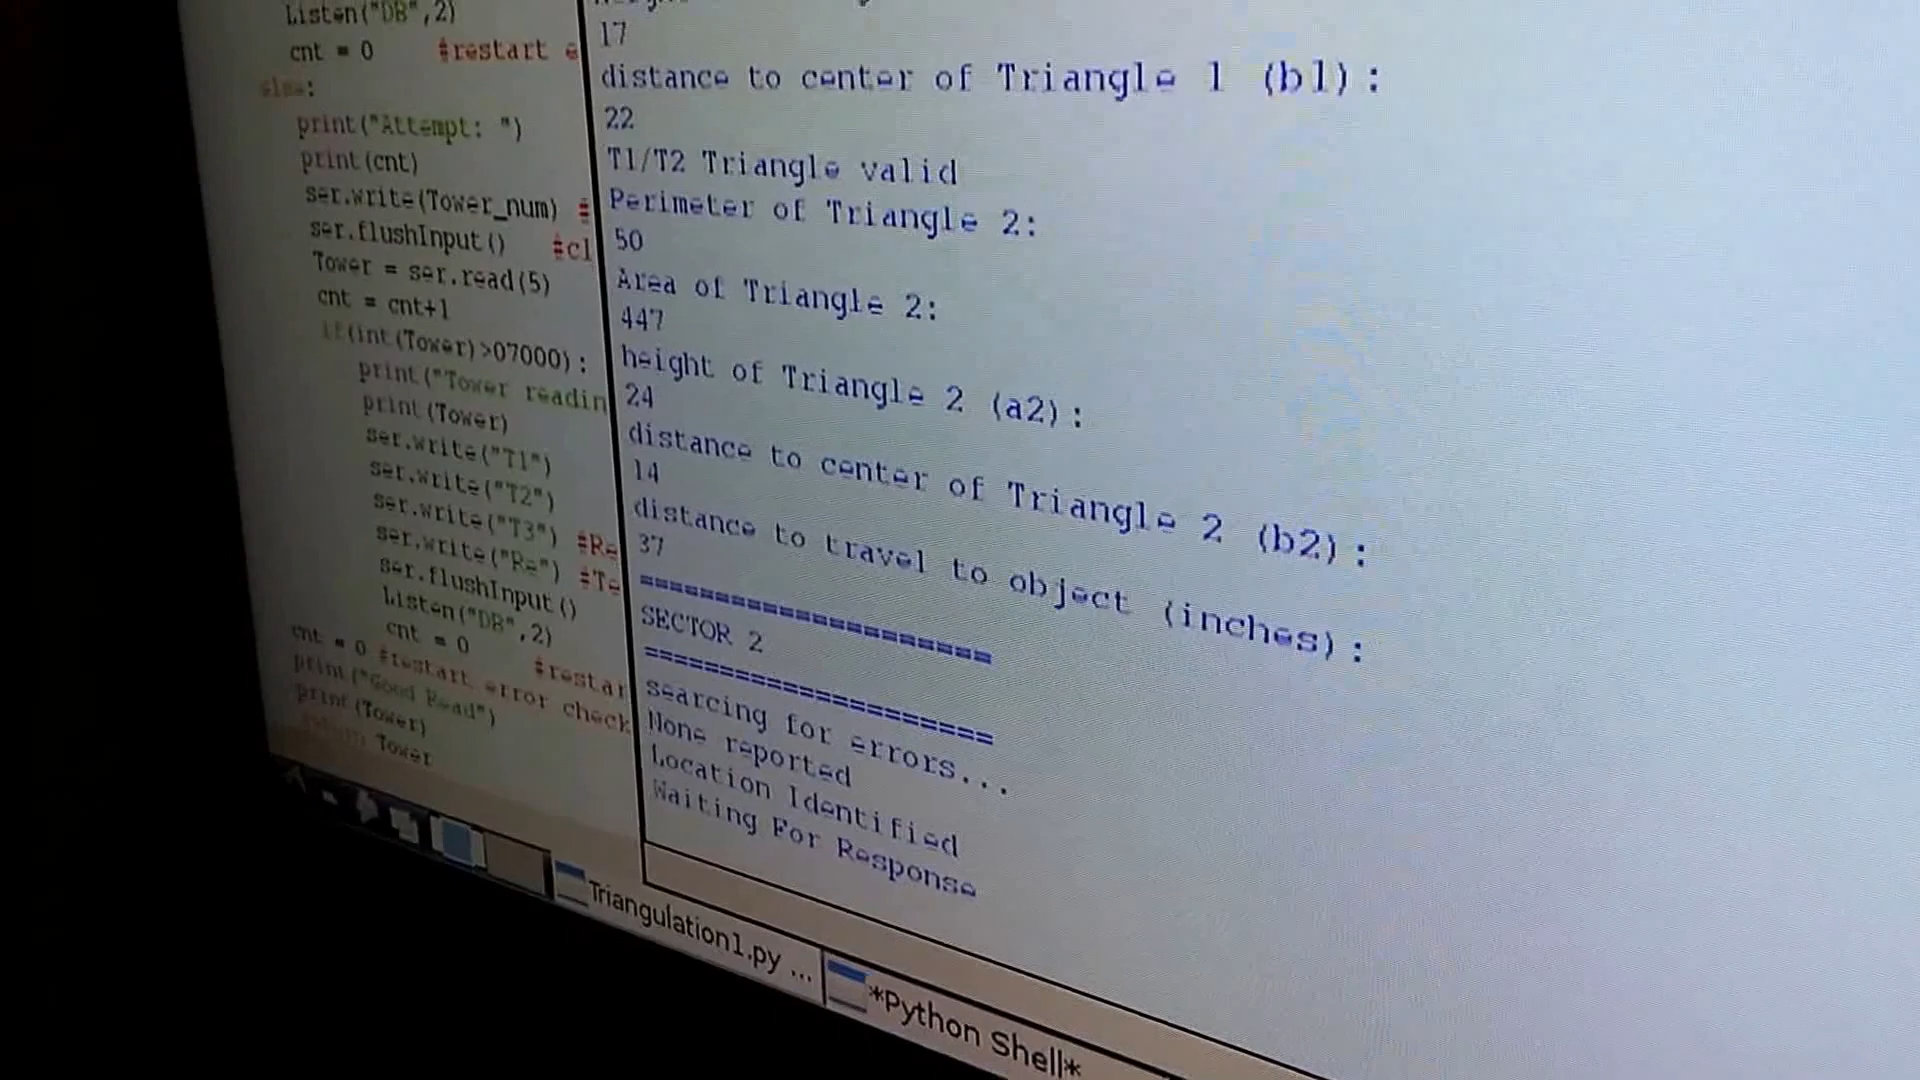 Listen("DB",2)
cnt = 0 #restart e
else:
print("Attempt: ")
print(cnt)
ser.write(Tower_num) #
ser.flushInput() #cl
Tower = ser.read(5)
cnt = cnt+1
if(int(Tower)>07000):
print("Tower readin
print(Tower)
ser.write("T1")
ser.write("T2")
ser.write("T3") #Re
ser.write("Re") #Te
ser.flushInput()
Listen("DB",2)
cnt = 0 #restar
cnt = 0 #restart error check
print("Good Read")
print(Tower)
return Tower
17
distance to center of Triangle 1 (b1):
22
T1/T2 Triangle valid
Perimeter of Triangle 2:
50
Area of Triangle 2:
447
height of Triangle 2 (a2):
24
distance to center of Triangle 2 (b2):
14
distance to travel to object (inches):
37
======================
SECTOR 2
======================
searcing for errors...
None reported
Location Identified
Waiting For Response
Triangulation1.py ...
*Python Shell*